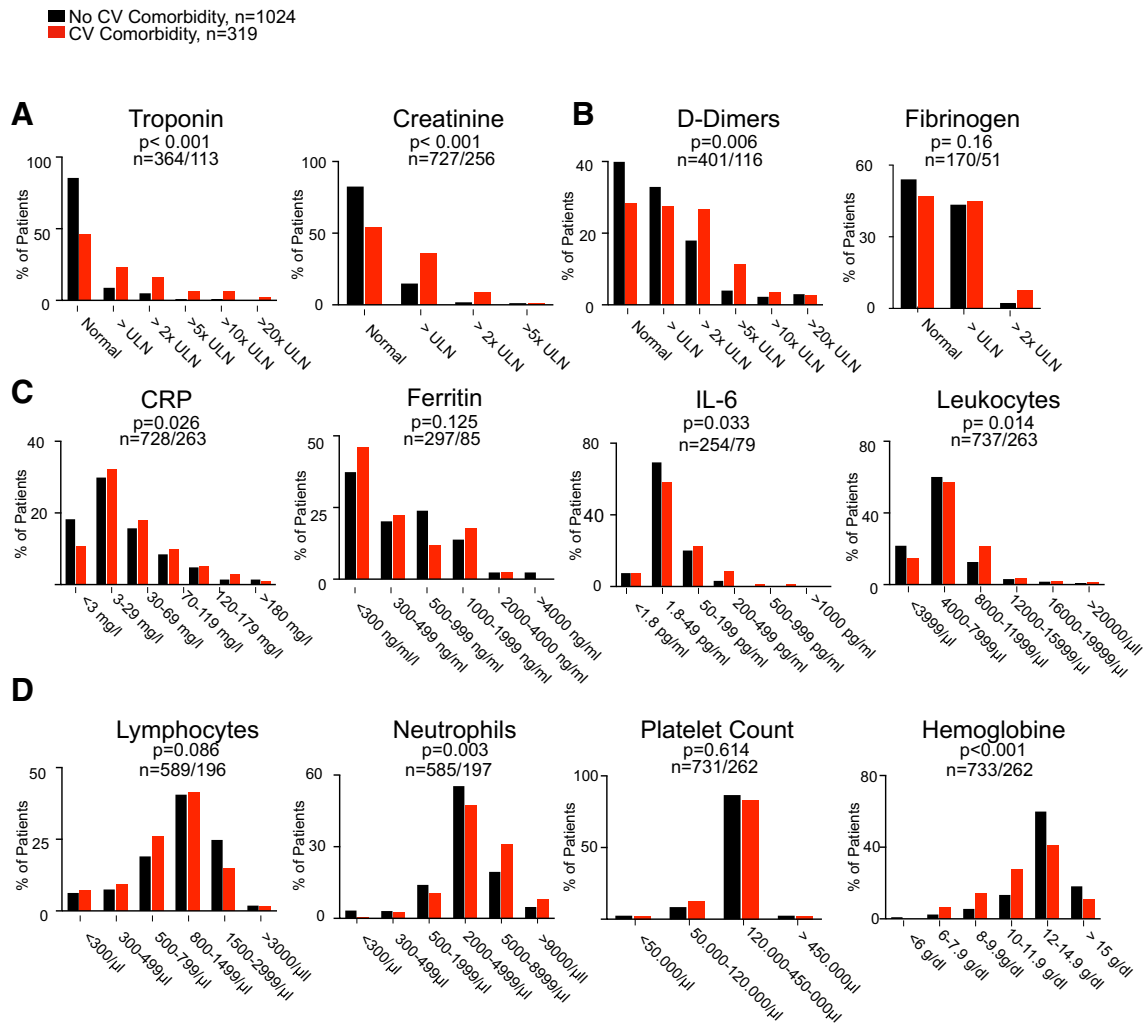 No CV Comorbidity, n=1024
CV Comorbidity, n=319
A
Troponin
p< 0.001
n=364/113
% of Patients
100
50
0
Normal
> ULN
> 2x ULN
>5x ULN
>10x ULN
>20x ULN
Creatinine
p< 0.001
n=727/256
% of Patients
100
50
0
Normal
> ULN
> 2x ULN
>5x ULN
B
D-Dimers
p=0.006
n=401/116
% of Patients
40
20
0
Normal
> ULN
> 2x ULN
>5x ULN
>10x ULN
>20x ULN
Fibrinogen
p= 0.16
n=170/51
% of Patients
60
30
0
Normal
> ULN
> 2x ULN
C
CRP
p=0.026
n=728/263
% of Patients
40
20
<3 mg/l
3-29 mg/l
30-69 mg/l
70-119 mg/l
120-179 mg/l
>180 mg/l
Ferritin
p=0.125
n=297/85
% of Patients
50
25
0
<300 ng/ml/l
300-499 ng/ml
500-999 ng/ml
1000-1999 ng/ml
2000-4000 ng/ml
>4000 ng/ml
IL-6
p=0.033
n=254/79
% of Patients
80
40
0
<1.8 pg/ml
1.8-49 pg/ml
50-199 pg/ml
200-499 pg/ml
500-999 pg/ml
>1000 pg/ml
Leukocytes
p= 0.014
n=737/263
% of Patients
80
40
0
<3999/µl
4000-7999µl
8000-11999/µl
12000-15999/µl
16000-19999/µl
>20000/µll
D
Lymphocytes
p=0.086
n=589/196
% of Patients
50
25
0
<300/µl
300-499µl
500-799/µl
800-1499/µl
1500-2999/µl
>3000/µll
Neutrophils
p=0.003
n=585/197
% of Patients
60
30
0
<300/µl
300-499µl
500-1999/µl
2000-4999/µl
5000-8999/µl
>9000/µll
Platelet Count
p=0.614
n=731/262
% of Patients
100
50
0
<50.000/µl
50.000-120.000/µl
120.000-450-000µl
> 450.000µl
Hemoglobine
p<0.001
n=733/262
% of Patients
80
40
0
<6 g/dl
6-7.9 g/dl
8-9.9g/dl
10-11.9 g/dl
12-14.9 g/dl
> 15 g/dl